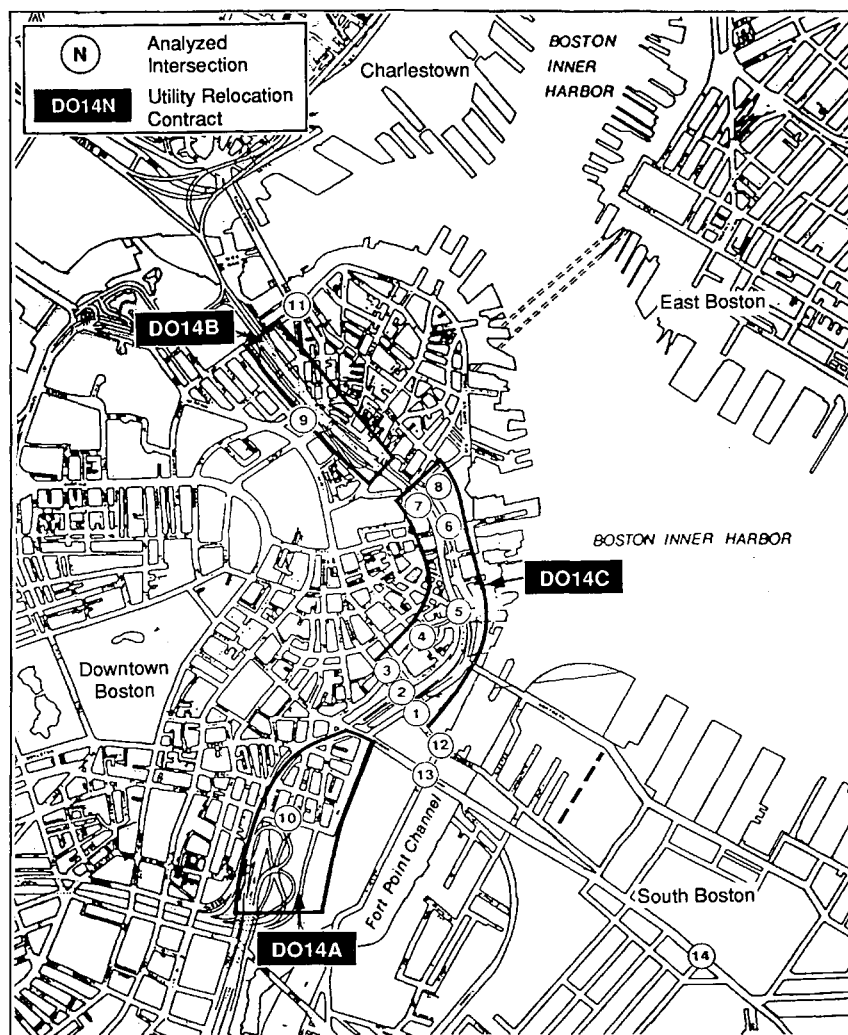 N
Analyzed
Intersection
DO14N
Utility Relocation
Contract
Charlestown
BOSTON
INNER
HARBOR
East Boston
11
DO14B
9
8
7
6
BOSTON INNER HARBOR
DO14C
5
4
Downtown
Boston
3
2
1
12
13
10
Fort Point Channel
South Boston
DO14A
14